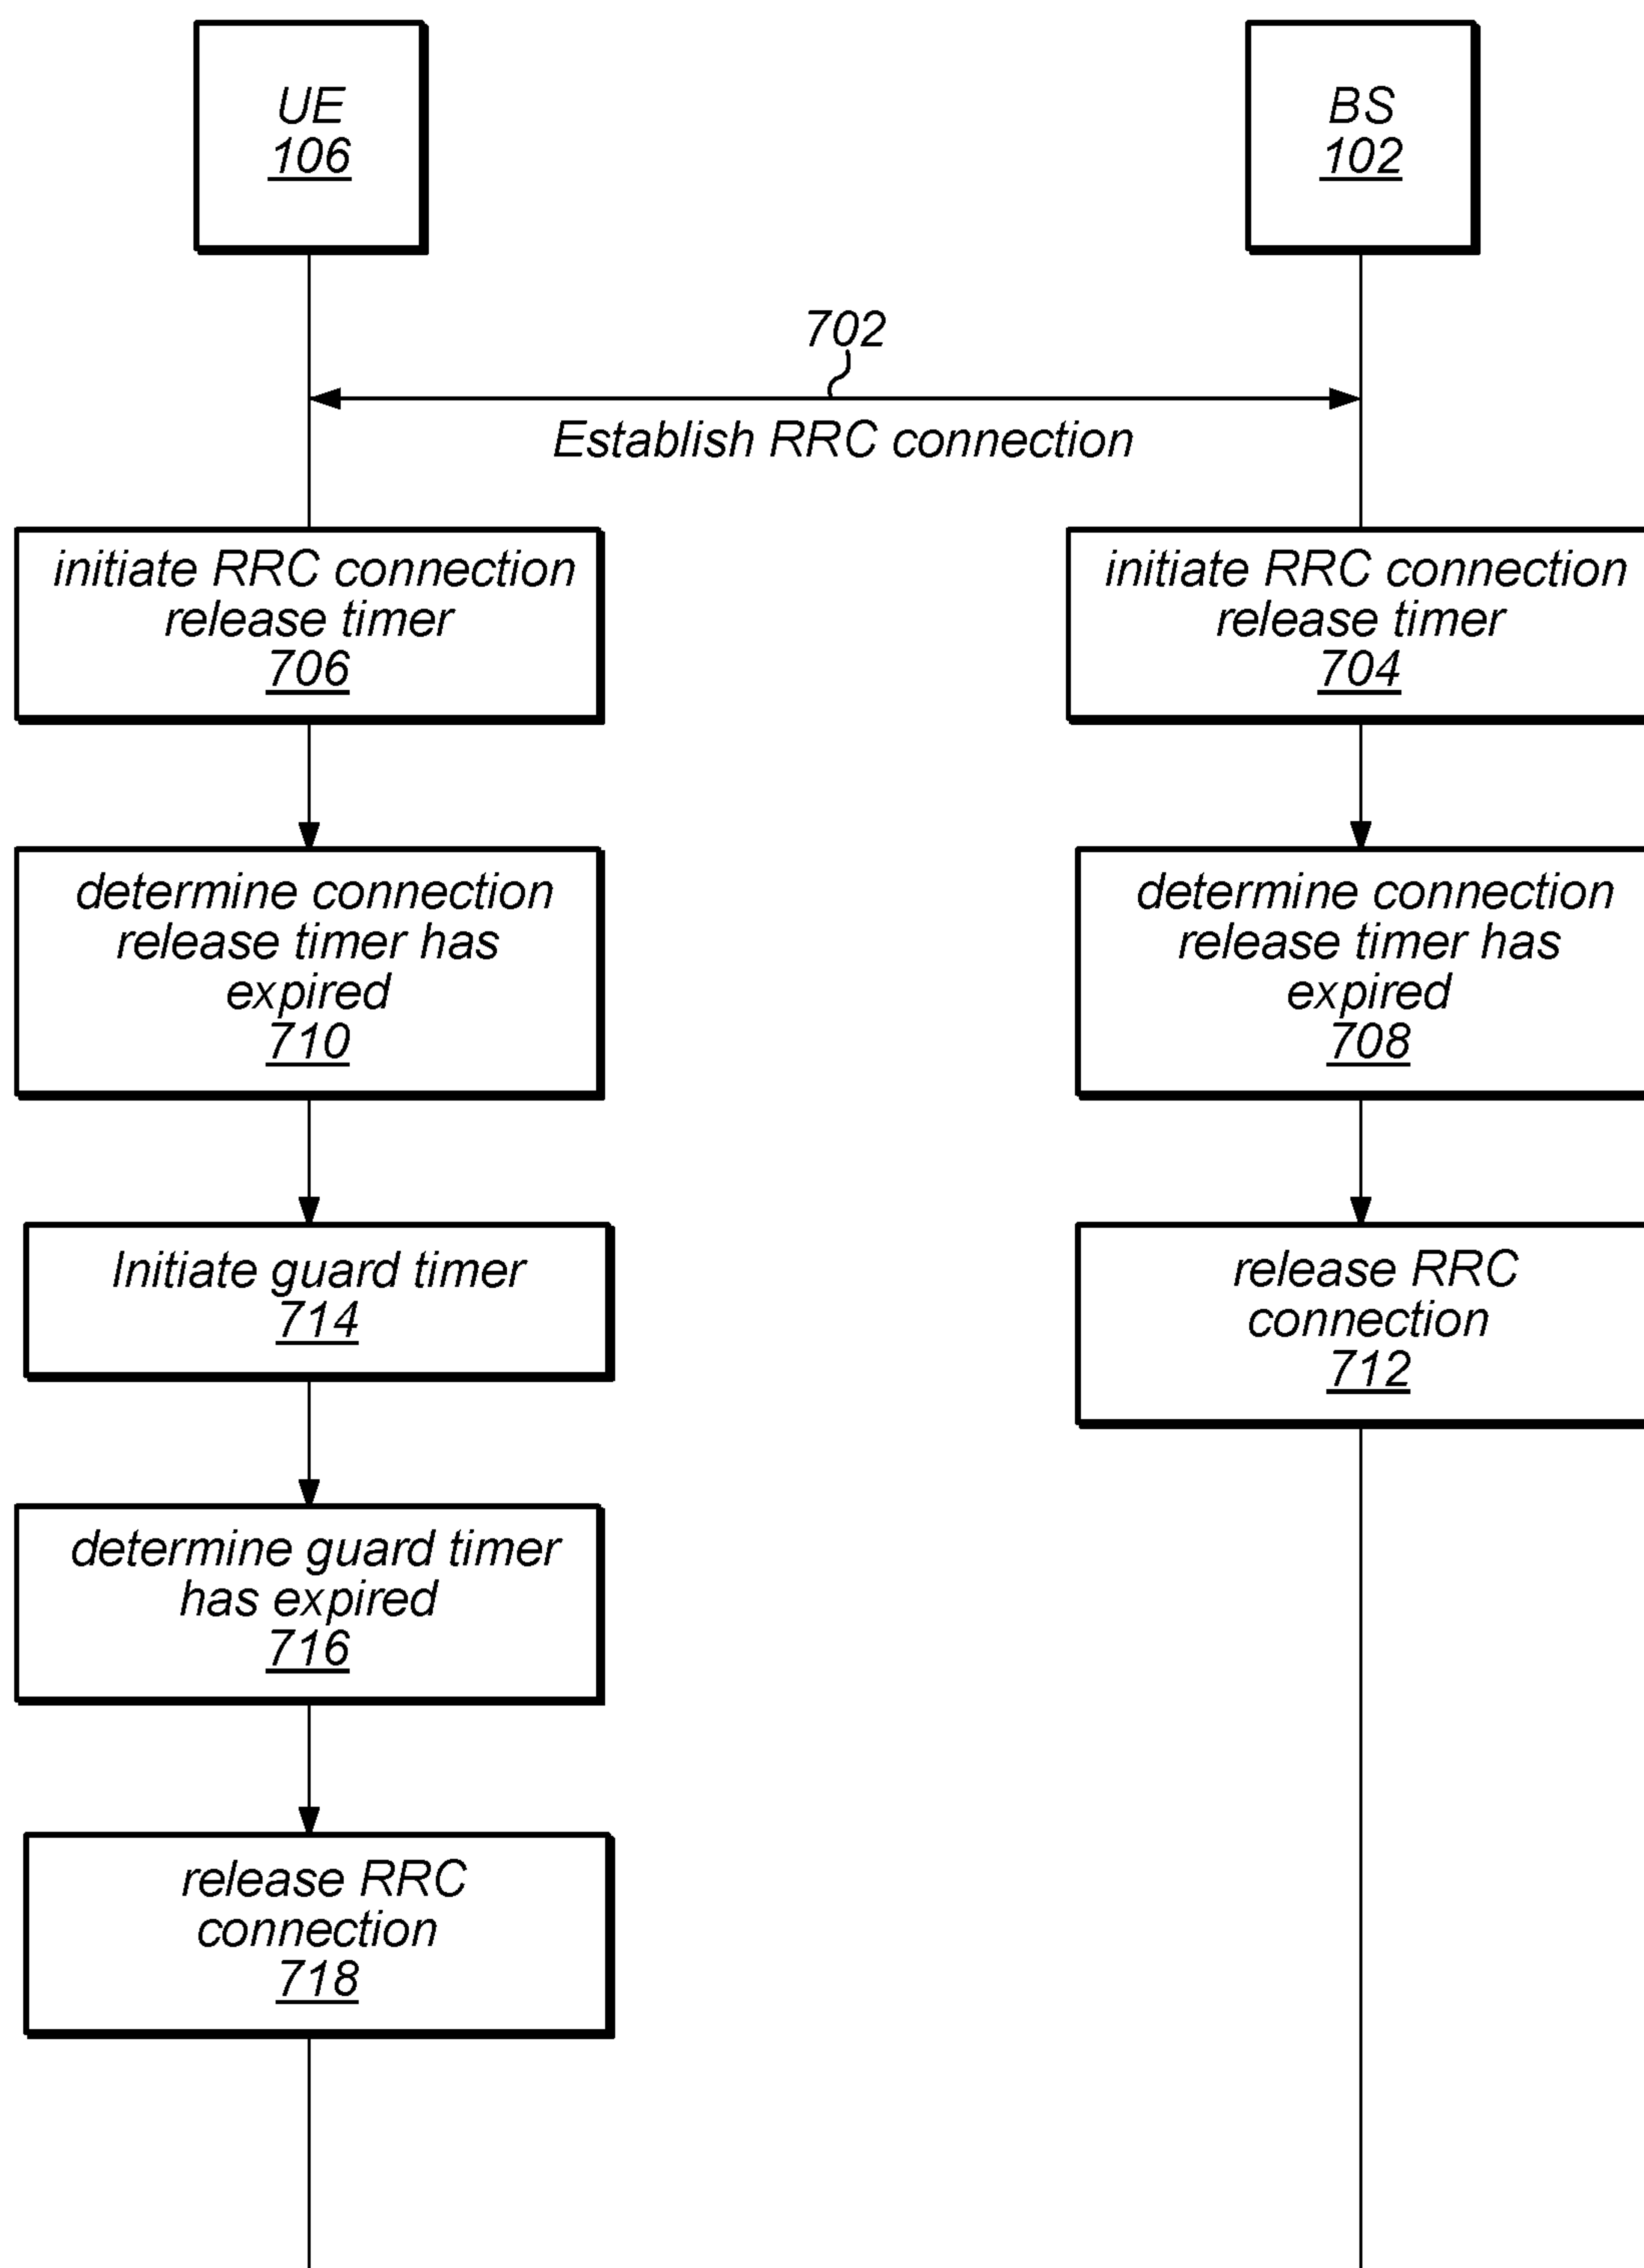 UE
106
BS
102
702
Establish RRC connection
initiate RRC connection
release timer
706
initiate RRC connection
release timer
704
determine connection
release timer has
expired
710
determine connection
release timer has
expired
708
Initiate guard timer
714
release RRC
connection
712
determine guard timer
has expired
716
release RRC
connection
718